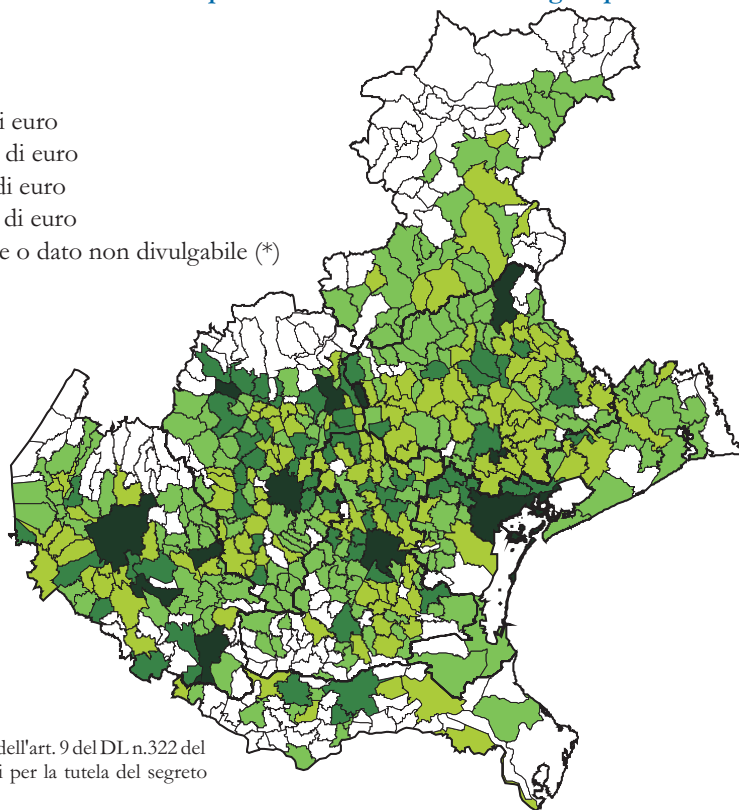 i euro
di euro
di euro
di euro
e o dato non divulgabile (*)
dell'art. 9 del DL n.322 del
i per la tutela del segreto